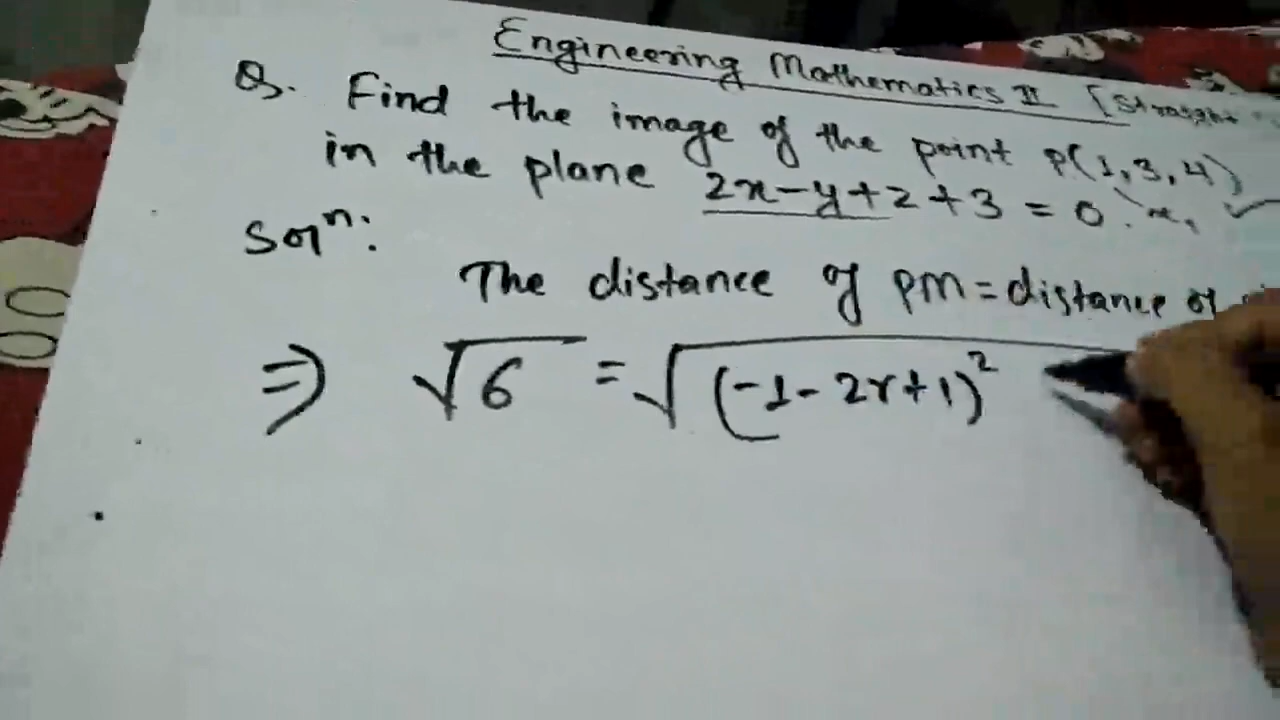 Engineering Mathematics II [Straight
Q. Find the image of the point P(1,3,4)
in the plane 2x-y+z+3=0.
Solⁿ:
The distance of PM = distance of
⇒ √6 = √(-1-2r+1)²